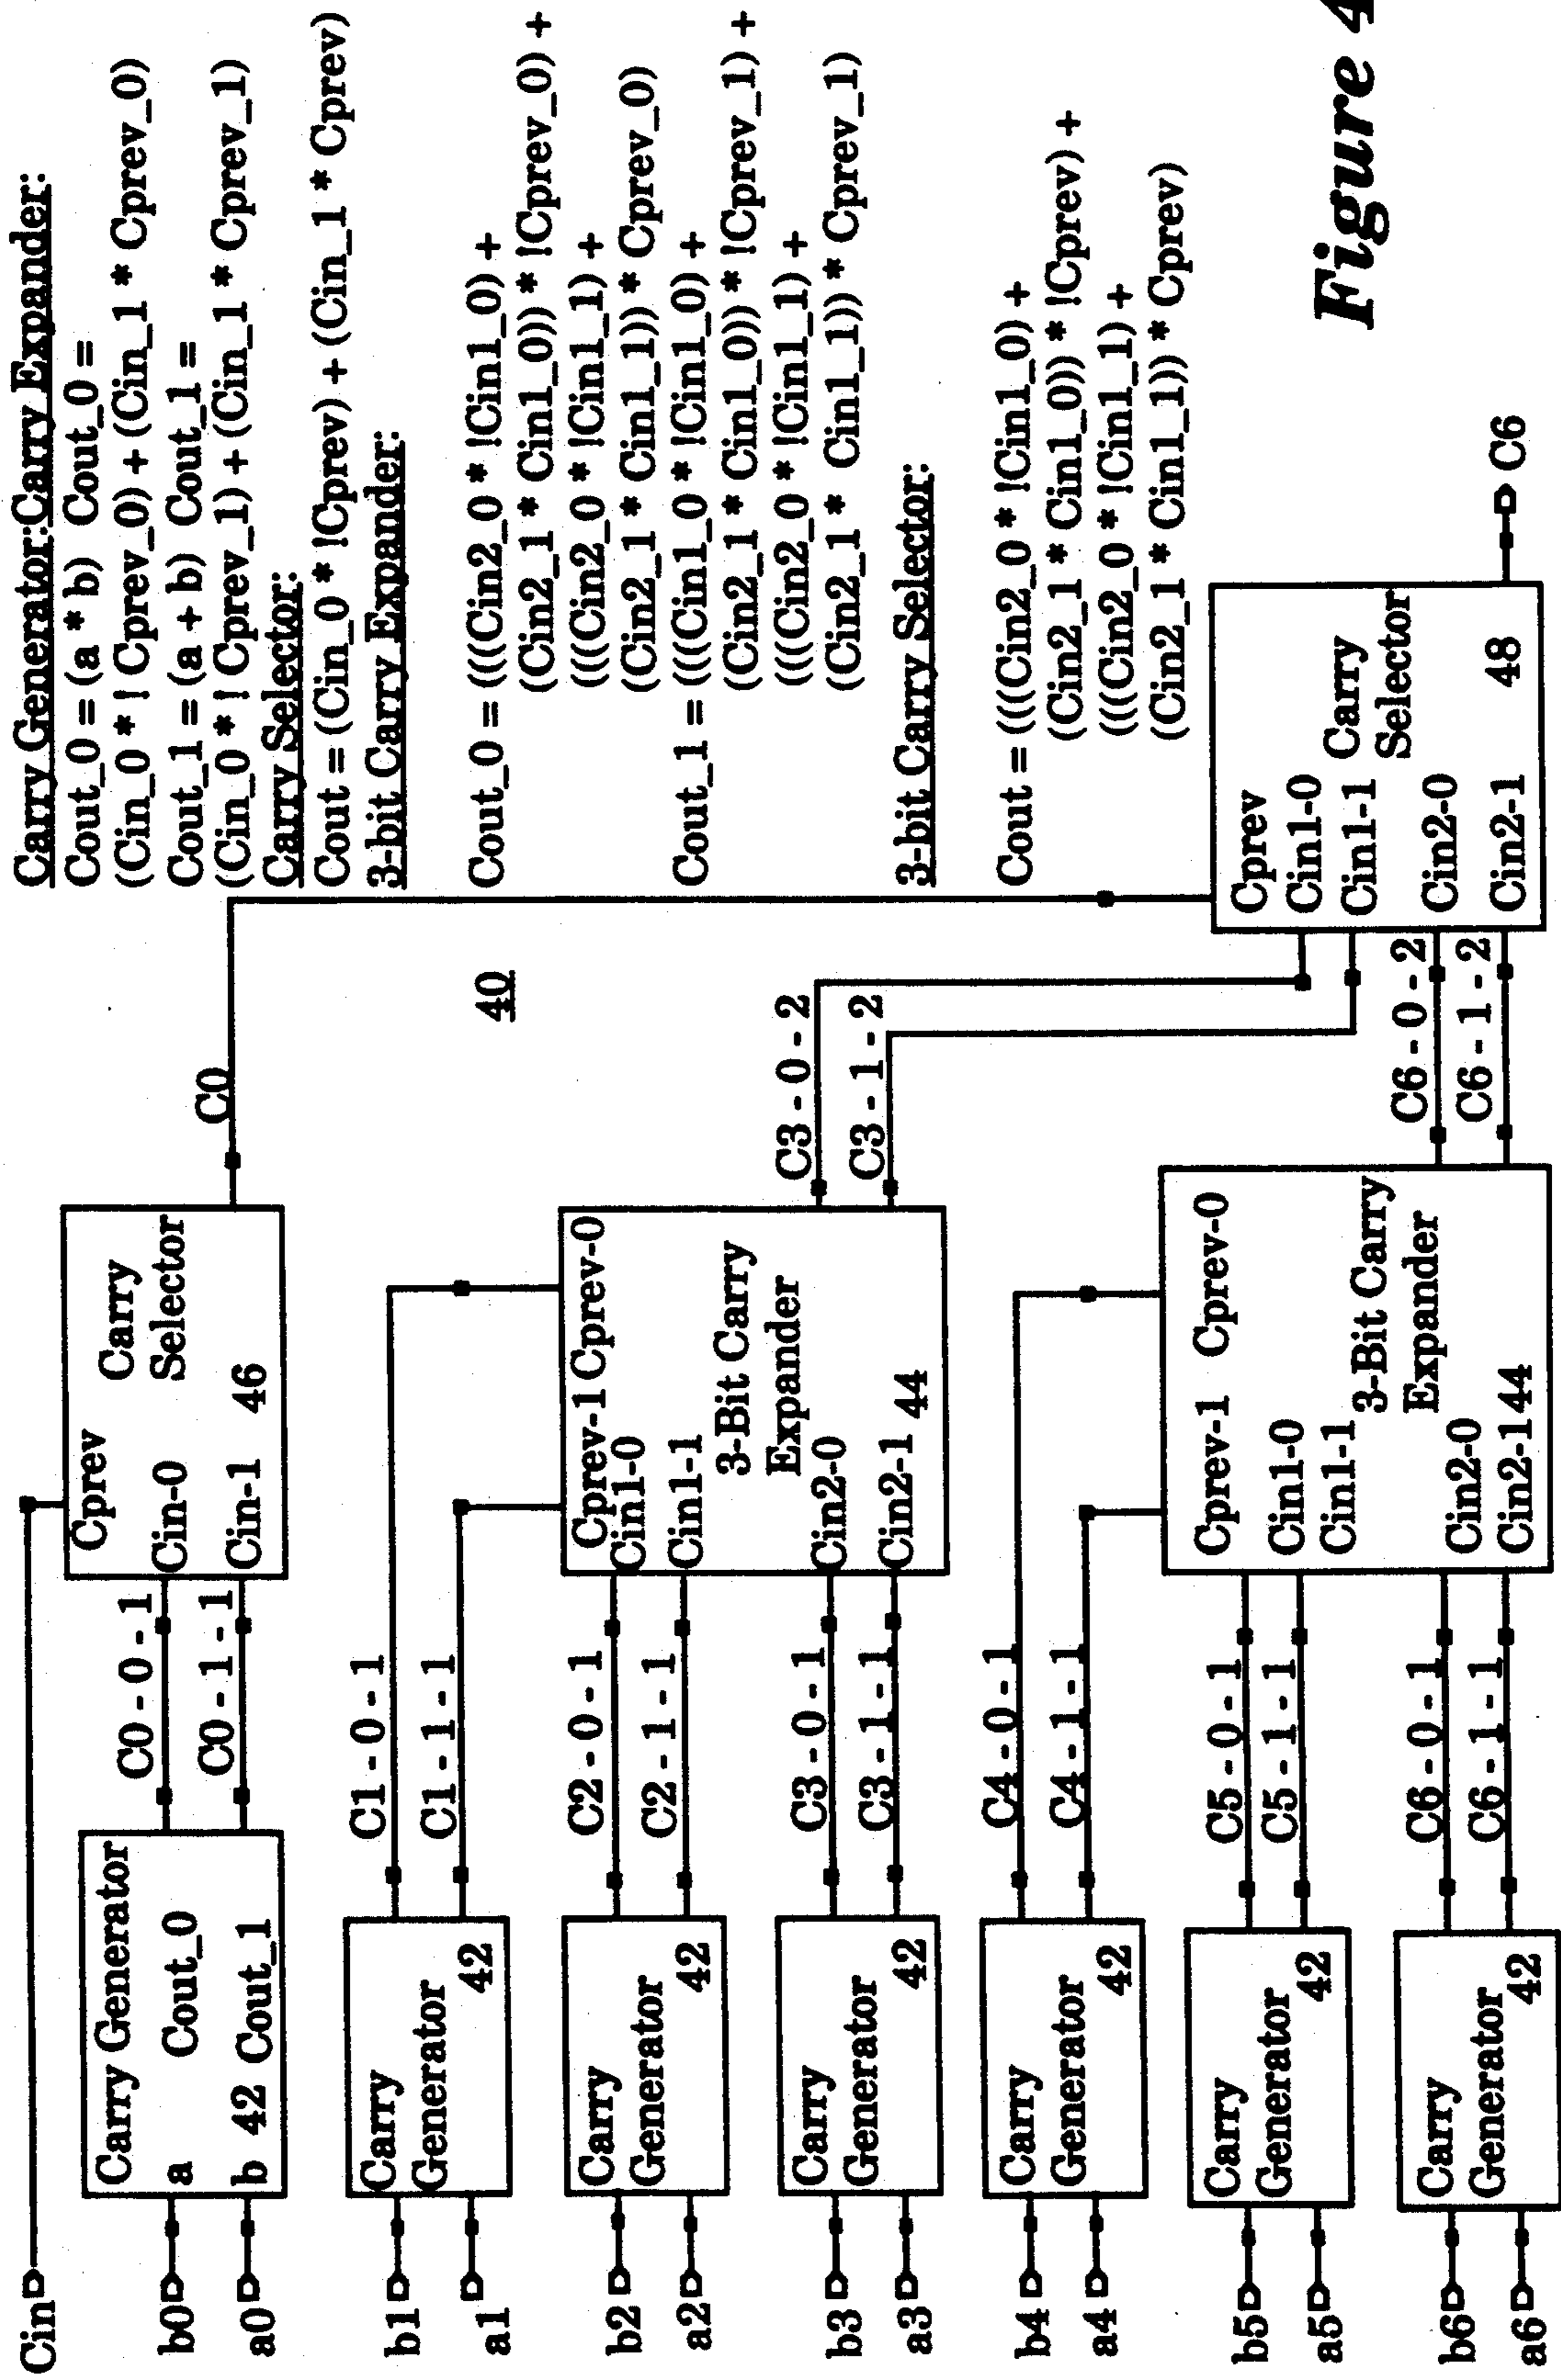 Carry Generator:Carry Expander:
Cout_0 = (a * b)  Cout_0 =
(Cin_0 * ! Cprev_0) + (Cin_1 * Cprev_0)
Cout_1 = (a + b)  Cout_1 =
(Cin_0 * ! Cprev_1) + (Cin_1 * Cprev_1)
Carry Selector:
Cout = (Cin_0 * !Cprev) + (Cin_1 * Cprev)
3-bit Carry Expander:
Cout_0 = (((Cin2_0 * !Cin1_0) +
(Cin2_1 * Cin1_0)) * !Cprev_0) +
(((Cin2_0 * !Cin1_1) +
(Cin2_1 * Cin1_1)) * Cprev_0)
Cout_1 = (((Cin1_0 * !Cin1_0) +
(Cin2_1 * Cin1_0)) * !Cprev_1) +
(((Cin2_0 * !Cin1_1) +
(Cin2_1 * Cin1_1)) * Cprev_1)
3-bit Carry Selector:
Cout = ((((Cin2_0 * !Cin1_0) +
(Cin2_1 * Cin1_0)) * !Cprev) +
(((Cin2_0 * !Cin1_1) +
(Cin2_1 * Cin1_1)) * Cprev)
Figure 4
40
Cin
b0
a0
Carry Generator
a Cout_0
b 42 Cout_1
C0 - 0 - 1
C0 - 1 - 1
Cprev
Carry
Selector
Cin-0
Cin-1 46
C0
b1
a1
Carry
Generator
42
C1 - 0 - 1
C1 - 1 - 1
b2
a2
Carry
Generator
42
C2 - 0 - 1
C2 - 1 - 1
b3
a3
Carry
Generator
42
C3 - 0 - 1
C3 - 1 - 1
Cprev-1 Cprev-0
Cin1-0
Cin1-1
3-Bit Carry
Expander
Cin2-0
Cin2-1 44
C3 - 0 - 2
C3 - 1 - 2
b4
a4
Carry
Generator
42
C4 - 0 - 1
C4 - 1 - 1
b5
a5
Carry
Generator
42
C5 - 0 - 1
C5 - 1 - 1
b6
a6
Carry
Generator
42
C6 - 0 - 1
C6 - 1 - 1
Cprev-1 Cprev-0
Cin1-0
Cin1-1
3-Bit Carry
Expander
Cin2-0
Cin2-1 44
C6 - 0 - 2
C6 - 1 - 2
Cprev
Cin1-0
Cin1-1
Carry
Selector
Cin2-0
Cin2-1
48
C6